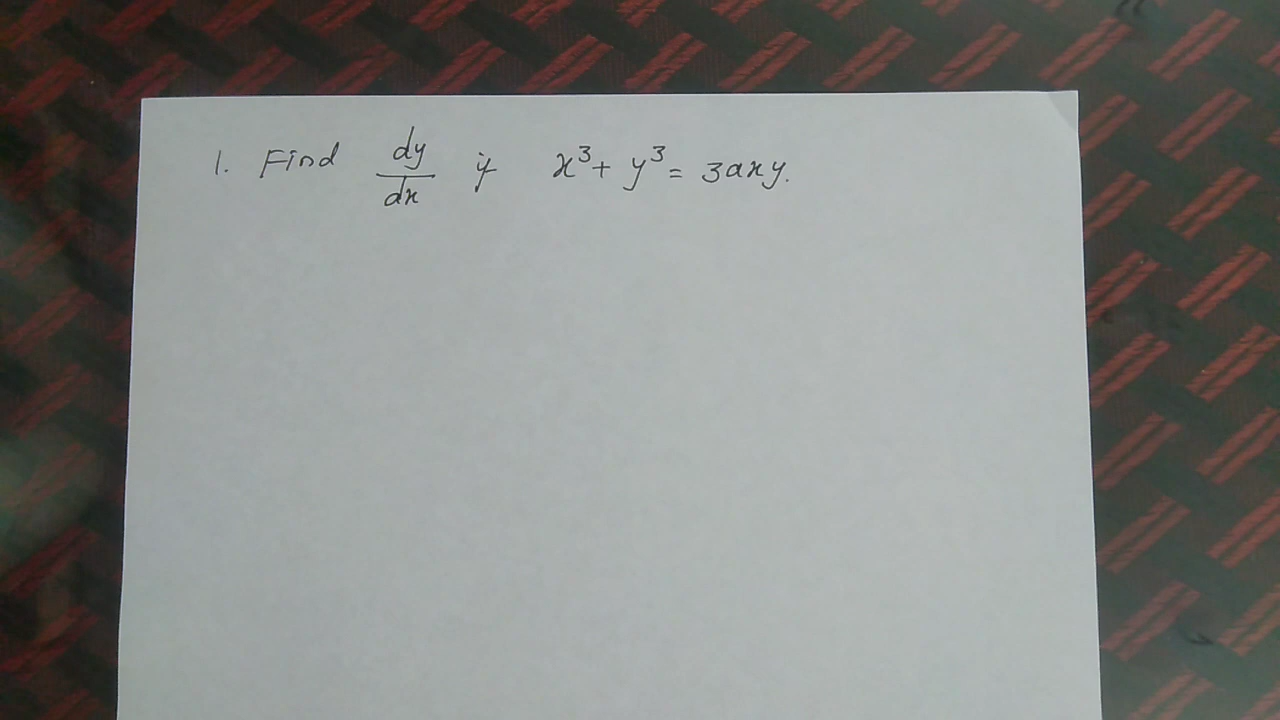 1. Find dy/dx if x³ + y³ = 3axy.